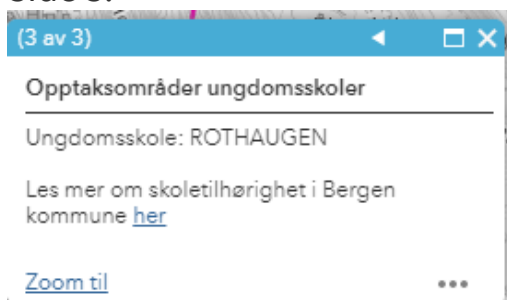 (3 av 3)
Opptaksområder ungdomsskoler
Ungdomsskole: ROTHAUGEN
Les mer om skoletilhørighet i Bergen
kommune her
Zoom til